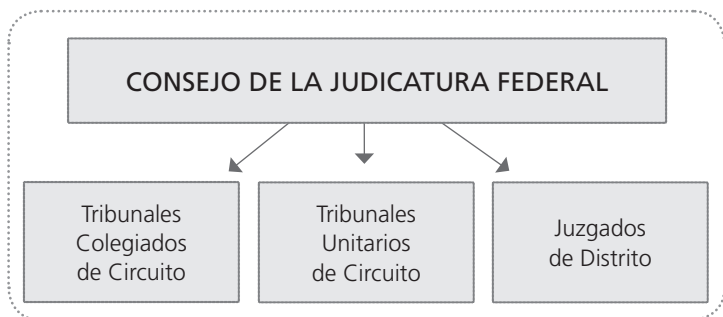 CONSEJO DE LA JUDICATURA FEDERAL
Tribunales
Colegiados
de Circuito
Tribunales
Unitarios
de Circuito
Juzgados
de Distrito